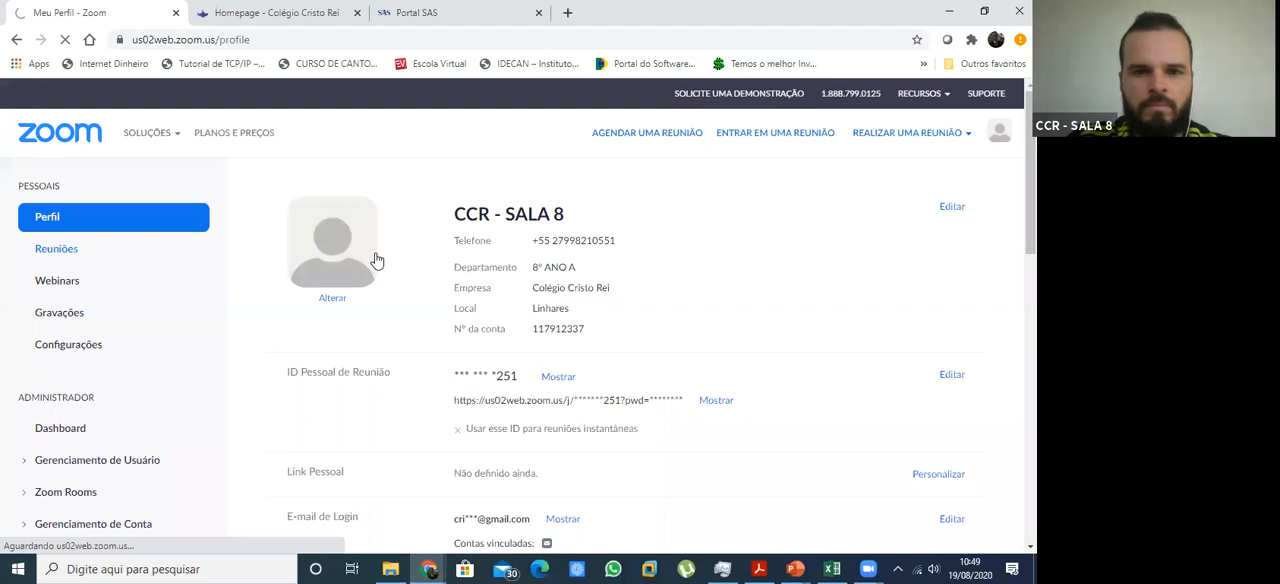 Meu Perfil - Zoom
Homepage - Colégio Cristo Rei
SAS Portal SAS
us02web.zoom.us/profile
Apps
Internet Dinheiro
Tutorial de TCP/IP –...
CURSO DE CANTO...
Escola Virtual
IDECAN – Instituto...
Portal do Software...
Temos o melhor Inv...
»
Outros favoritos
SOLICITE UMA DEMONSTRAÇÃO
1.888.799.0125
RECURSOS
SUPORTE
zoom
SOLUÇÕES
PLANOS E PREÇOS
AGENDAR UMA REUNIÃO
ENTRAR EM UMA REUNIÃO
REALIZAR UMA REUNIÃO
CCR - SALA 8
PESSOAIS
Perfil
Reuniões
Webinars
Gravações
Configurações
ADMINISTRADOR
Dashboard
Gerenciamento de Usuário
Zoom Rooms
Gerenciamento de Conta
Alterar
CCR - SALA 8
Editar
Telefone +55 27998210551
Departamento 8º ANO A
Empresa Colégio Cristo Rei
Local Linhares
Nº da conta 117912337
ID Pessoal de Reunião *** *** *251 Mostrar Editar
https://us02web.zoom.us/j/*******251?pwd=******** Mostrar
Usar esse ID para reuniões instantâneas
Link Pessoal Não definido ainda. Personalizar
E-mail de Login cri***@gmail.com Mostrar Editar
Contas vinculadas:
Aguardando us02web.zoom.us...
Digite aqui para pesquisar
30
10:49
19/08/2020